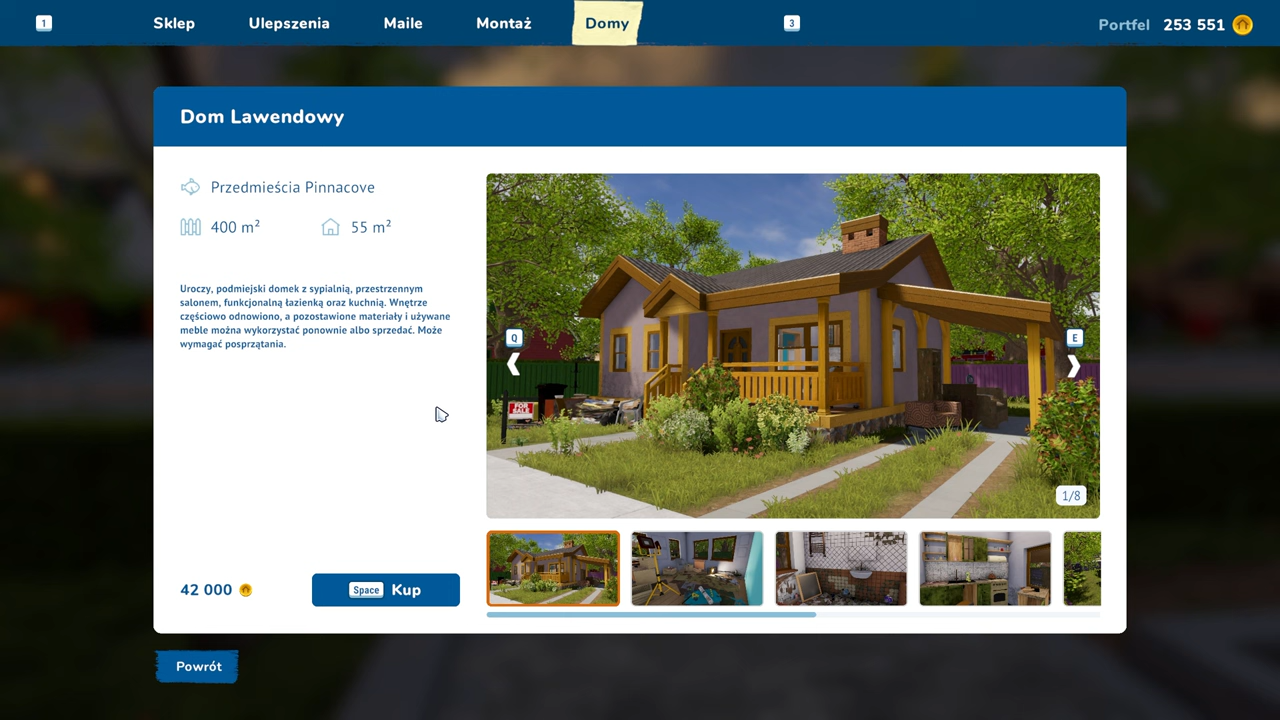 1
Sklep
Ulepszenia
Maile
Montaż
Domy
3
Portfel 253 551
Dom Lawendowy
Przedmieścia Pinnacove
400 m²
55 m²
Uroczy, podmiejski domek z sypialnią, przestrzennym
salonem, funkcjonalną łazienką oraz kuchnią. Wnętrze
częściowo odnowiono, a pozostawione materiały i używane
meble można wykorzystać ponownie albo sprzedać. Może
wymagać posprzątania.
Q
E
FOR
SALE
1/8
42 000
Space Kup
Powrót